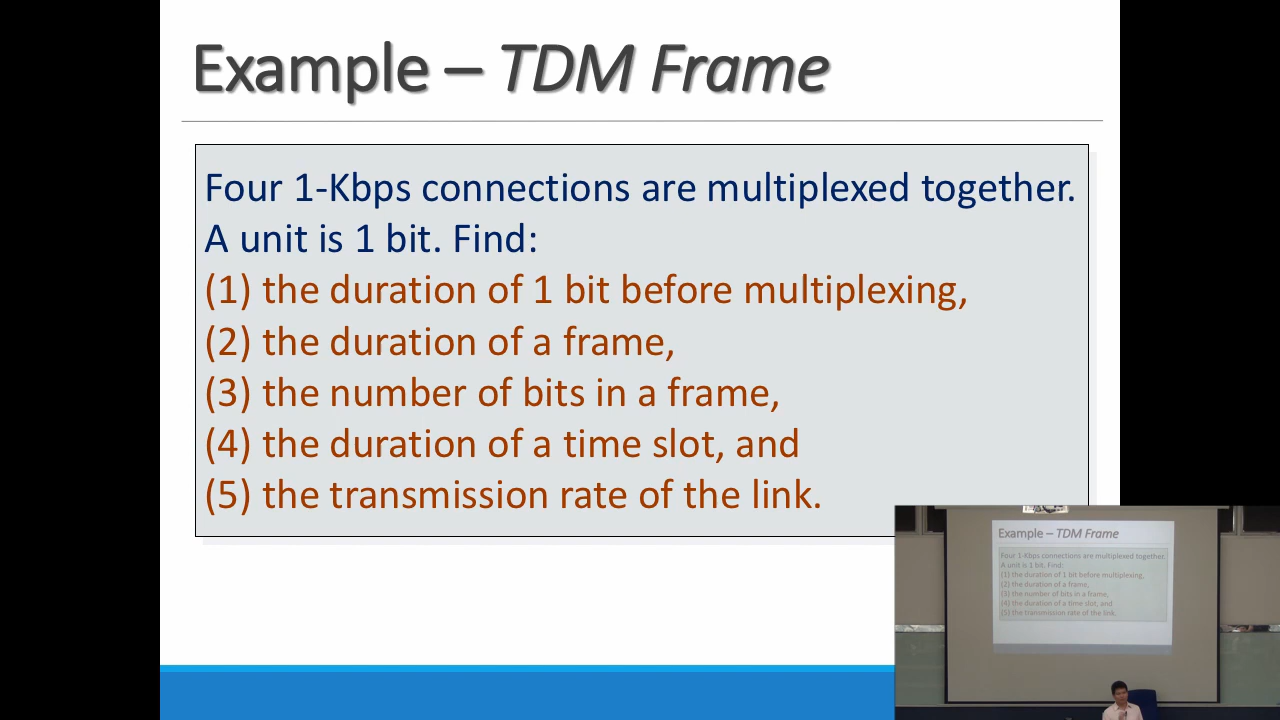 Example – TDM Frame
Four 1-Kbps connections are multiplexed together.
A unit is 1 bit. Find:
(1) the duration of 1 bit before multiplexing,
(2) the duration of a frame,
(3) the number of bits in a frame,
(4) the duration of a time slot, and
(5) the transmission rate of the link.
Example – TDM Frame
Four 1-Kbps connections are multiplexed together.
A unit is 1 bit. Find:
(1) the duration of 1 bit before multiplexing,
(2) the duration of a frame,
(3) the number of bits in a frame,
(4) the duration of a time slot, and
(5) the transmission rate of the link.